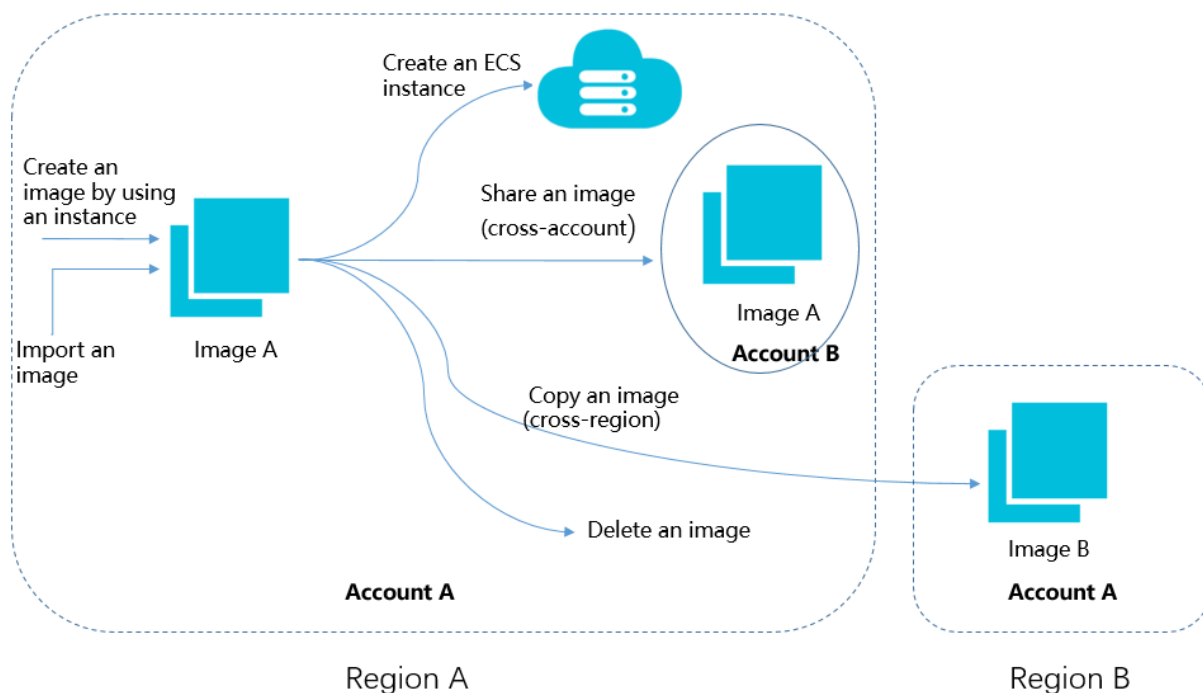 Create an ECS
instance
Create an
image by using
an instance
Import an
image
Image A
Share an image
(cross-account)
Image A
Account B
Copy an image
(cross-region)
Delete an image
Account A
Region A
Image B
Account A
Region B